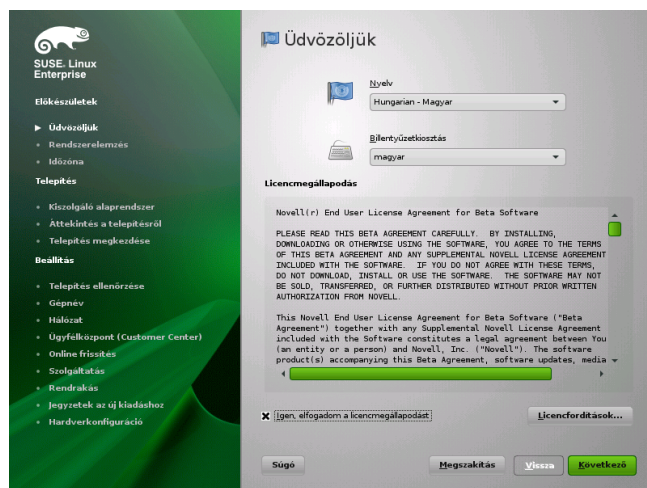 SUSE. Linux
Enterprise
Előkészületek
Üdvözöljük
Rendszerelemzés
Időzóna
Telepítés
Kiszolgáló alaprendszer
Áttekintés a telepítésről
Telepítés megkezdése
Beállítás
Telepítés ellenőrzése
Gépnév
Hálózat
Ügyfélközpont (Customer Center)
Online frissítés
Szolgáltatás
Rendrakás
Jegyzetek az új kiadáshoz
Hardverkonfiguráció
Üdvözöljük
Nyelv
Hungarian - Magyar
Billentyűzetkiosztás
magyar
Licencmegállapodás
Novell(r) End User License Agreement for Beta Software
PLEASE READ THIS BETA AGREEMENT CAREFULLY. BY INSTALLING,
DOWNLOADING OR OTHERWISE USING THE SOFTWARE, YOU AGREE TO THE TERMS
OF THIS BETA AGREEMENT AND ANY SUPPLEMENTAL NOVELL LICENSE AGREEMENT
INCLUDED WITH THE SOFTWARE. IF YOU DO NOT AGREE WITH THESE TERMS,
DO NOT DOWNLOAD, INSTALL OR USE THE SOFTWARE. THE SOFTWARE MAY NOT
BE SOLD, TRANSFERRED, OR FURTHER DISTRIBUTED WITHOUT PRIOR WRITTEN
AUTHORIZATION FROM NOVELL.
This Novell End User License Agreement for Beta Software ("Beta
Agreement") together with any Supplemental Novell License Agreement
included with the Software constitutes a legal agreement between You
(an entity or a person) and Novell, Inc. ("Novell"). The software
product(s) accompanying this Beta Agreement, software updates, media
Igen, elfogadom a licencmegállapodást
Licencfordítások...
Súgó
Megszakítás
Vissza
Következő